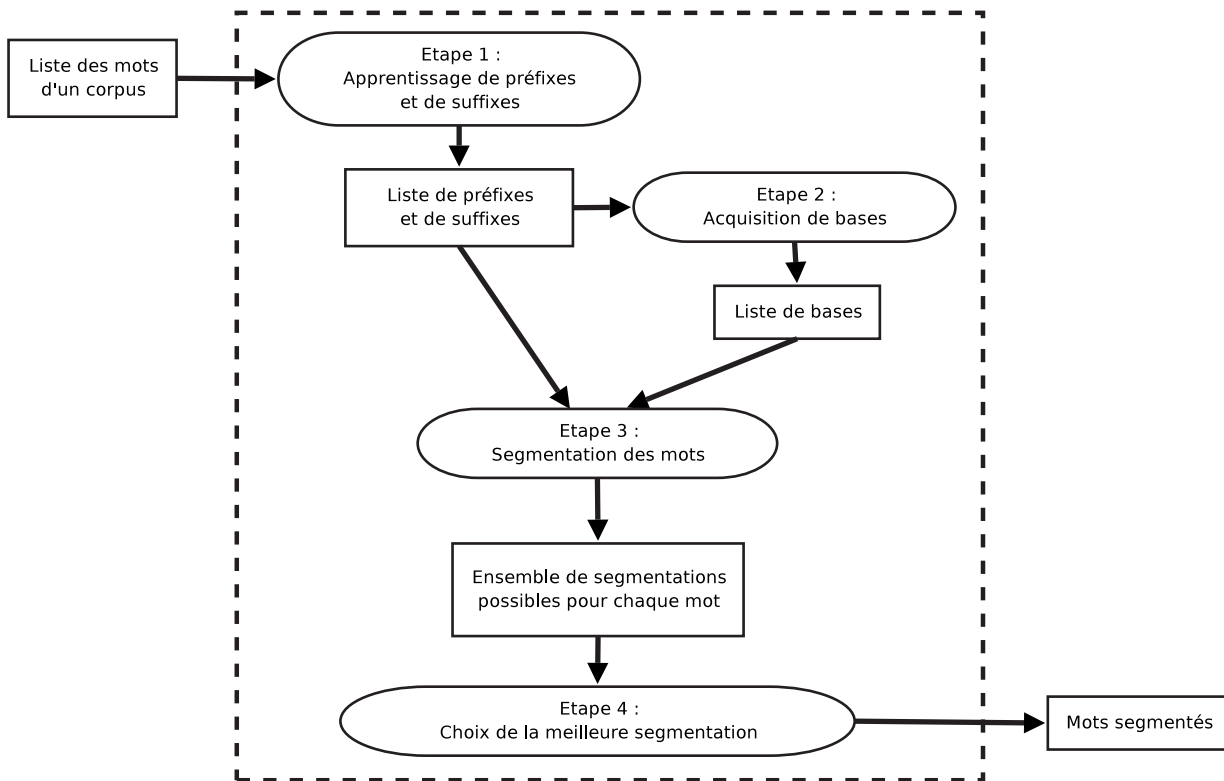 Liste des mots
d'un corpus
Etape 1 :
Apprentissage de préfixes
et de suffixes
Liste de préfixes
et de suffixes
Etape 2 :
Acquisition de bases
Liste de bases
Etape 3 :
Segmentation des mots
Ensemble de segmentations
possibles pour chaque mot
Etape 4 :
Choix de la meilleure segmentation
Mots segmentés